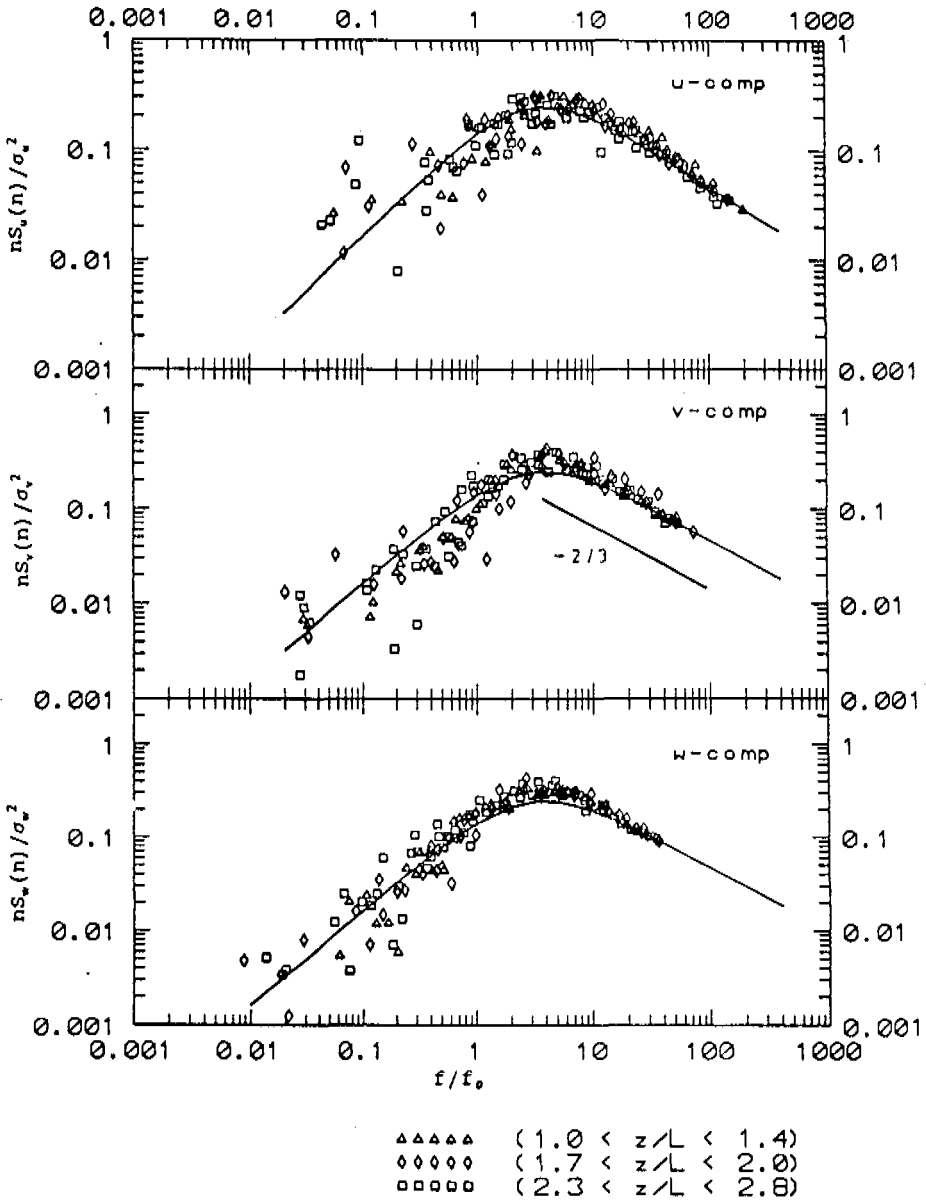 0.001 0.01 0.1 1 10 100 1000
1 1
u-comp
0.1 0.1
nSᵤ(n)/σᵤ²
0.01 0.01
0.001 0.001
1 v-comp 1
0.1 0.1
nSᵥ(n)/σᵥ²
-2/3
0.01 0.01
0.001 0.001
1 w-comp 1
0.1 0.1
nS_w(n)/σ_w²
0.01 0.01
0.001 0.001
0.001 0.01 0.1 1 10 100 1000
f/f₀
(1.0 < z/L < 1.4)
(1.7 < z/L < 2.0)
(2.3 < z/L < 2.8)